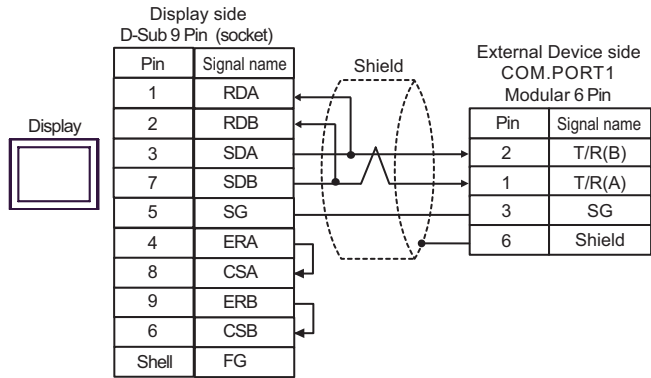 Display side
D-Sub 9 Pin (socket)
Pin Signal name
1 RDA
2 RDB
3 SDA
7 SDB
5 SG
4 ERA
8 CSA
9 ERB
6 CSB
Shell FG
Display
Shield
External Device side
COM.PORT1
Modular 6 Pin
Pin Signal name
2 T/R(B)
1 T/R(A)
3 SG
6 Shield